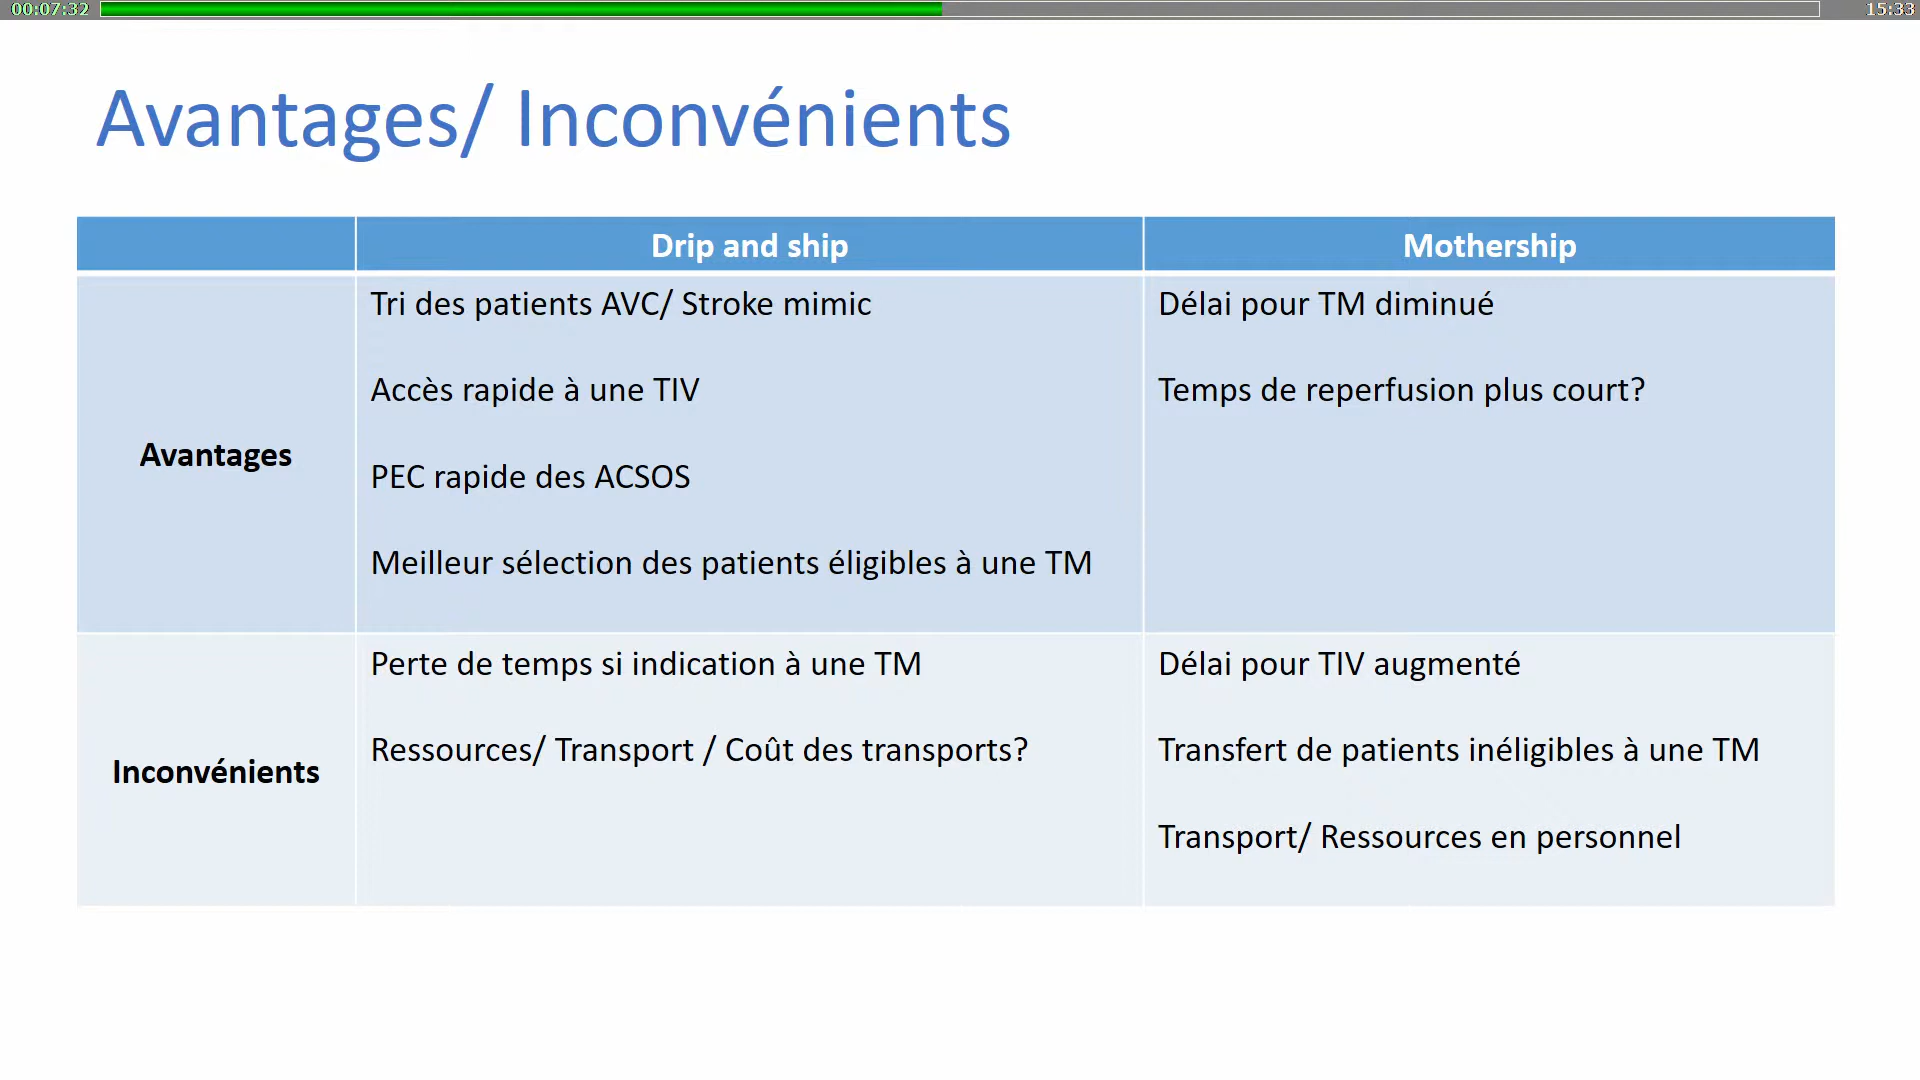 00:07:32
15:33
Avantages/ Inconvénients
Drip and ship
Mothership
Avantages
Tri des patients AVC/ Stroke mimic
Accès rapide à une TIV
PEC rapide des ACSOS
Meilleur sélection des patients éligibles à une TM
Délai pour TM diminué
Temps de reperfusion plus court?
Inconvénients
Perte de temps si indication à une TM
Ressources/ Transport / Coût des transports?
Délai pour TIV augmenté
Transfert de patients inéligibles à une TM
Transport/ Ressources en personnel